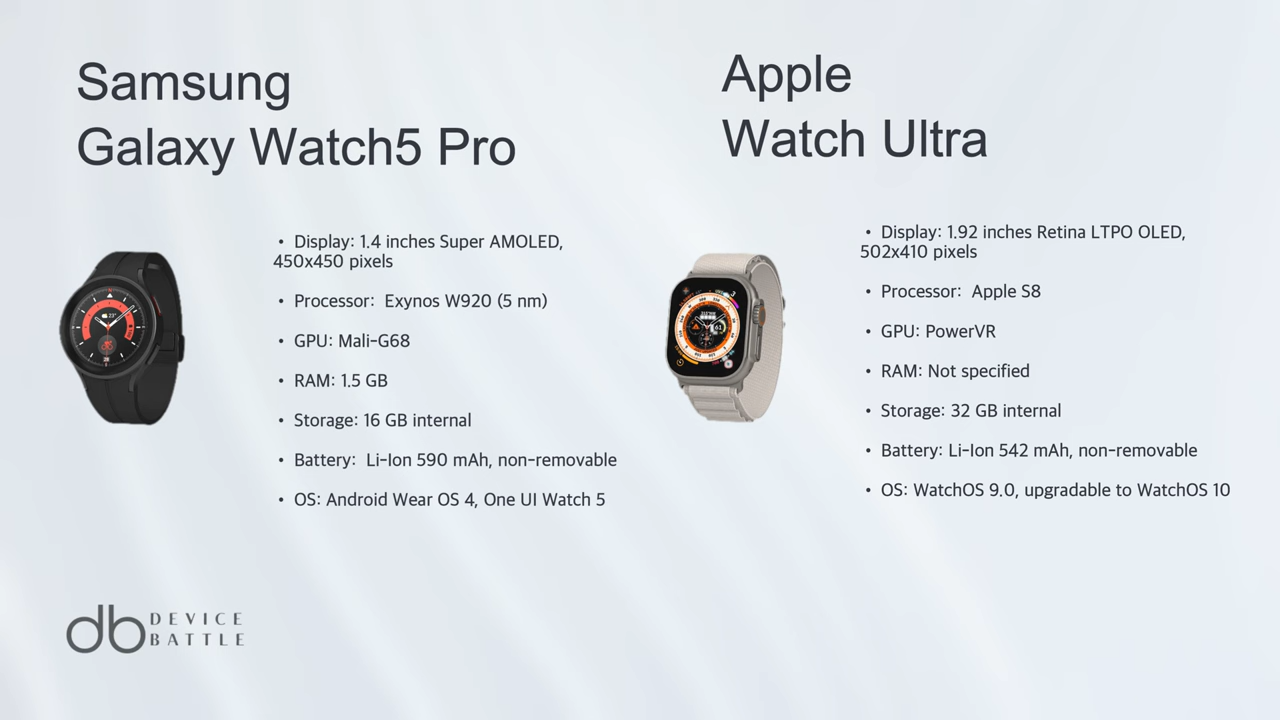 Samsung
Galaxy Watch5 Pro
• Display: 1.4 inches Super AMOLED,
450x450 pixels
• Processor: Exynos W920 (5 nm)
• GPU: Mali-G68
• RAM: 1.5 GB
• Storage: 16 GB internal
• Battery: Li-Ion 590 mAh, non-removable
• OS: Android Wear OS 4, One UI Watch 5
Apple
Watch Ultra
• Display: 1.92 inches Retina LTPO OLED,
502x410 pixels
• Processor: Apple S8
• GPU: PowerVR
• RAM: Not specified
• Storage: 32 GB internal
• Battery: Li-Ion 542 mAh, non-removable
• OS: WatchOS 9.0, upgradable to WatchOS 10
db DEVICE
BATTLE